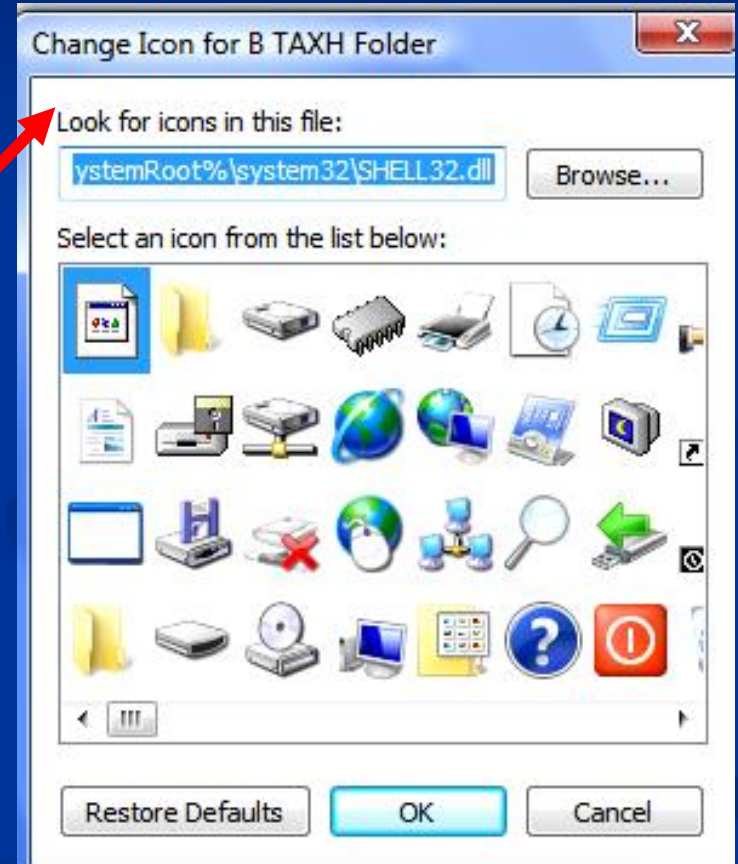 Change Icon for B TAXH Folder
Look for icons in this file:
ystemRoot%\system32\SHELL32.dll
Browse...
Select an icon from the list below:
Restore Defaults
OK
Cancel